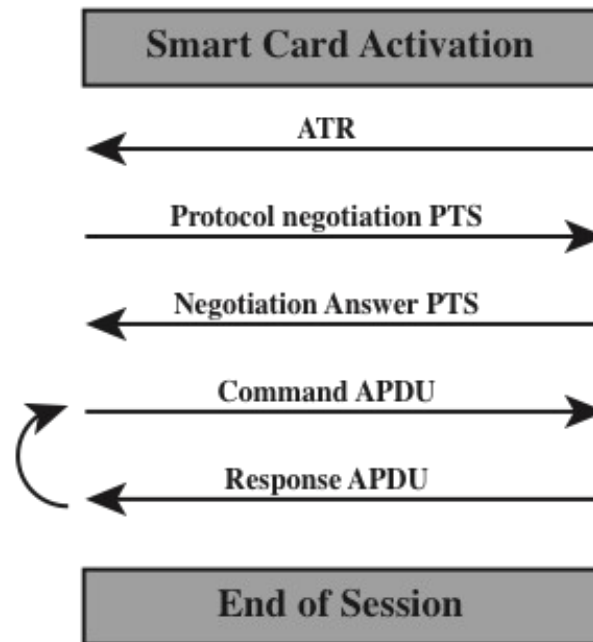 Smart Card Activation
ATR
Protocol negotiation PTS
Negotiation Answer PTS
Command APDU
Response APDU
End of Session